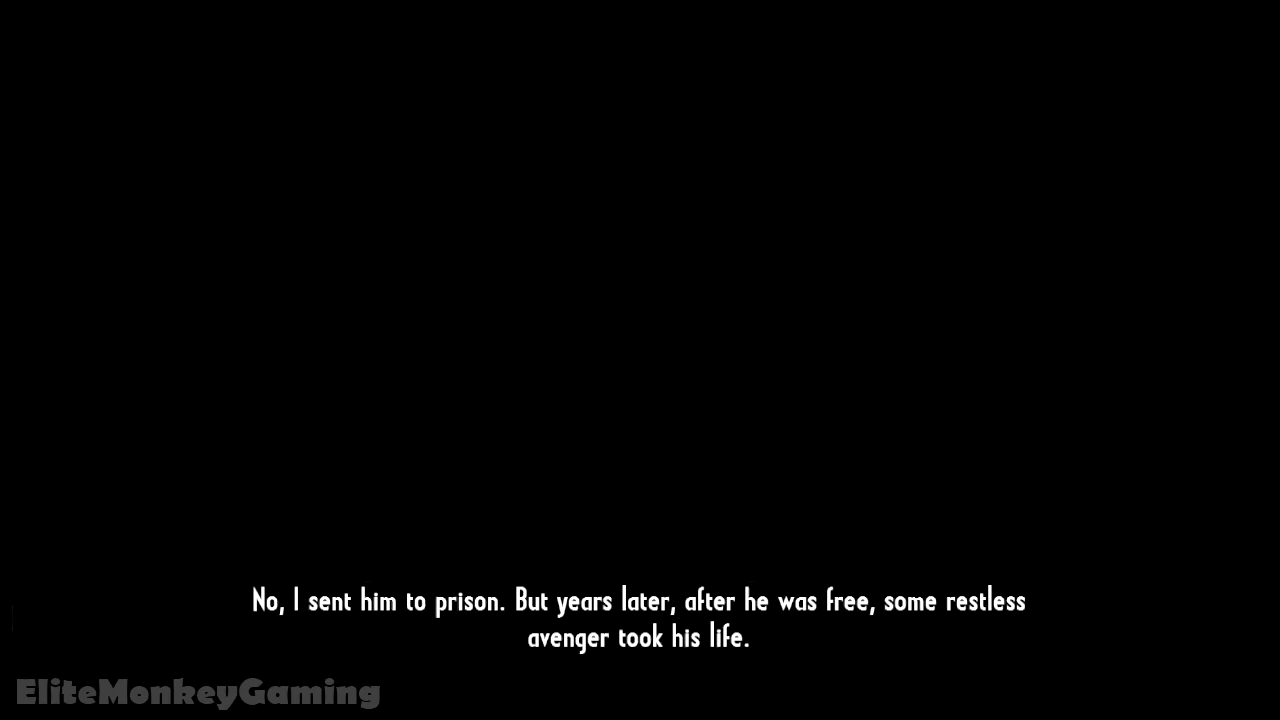 No, I sent him to prison. But years later, after he was free, some restless
avenger took his life.
EliteMonkeyGaming